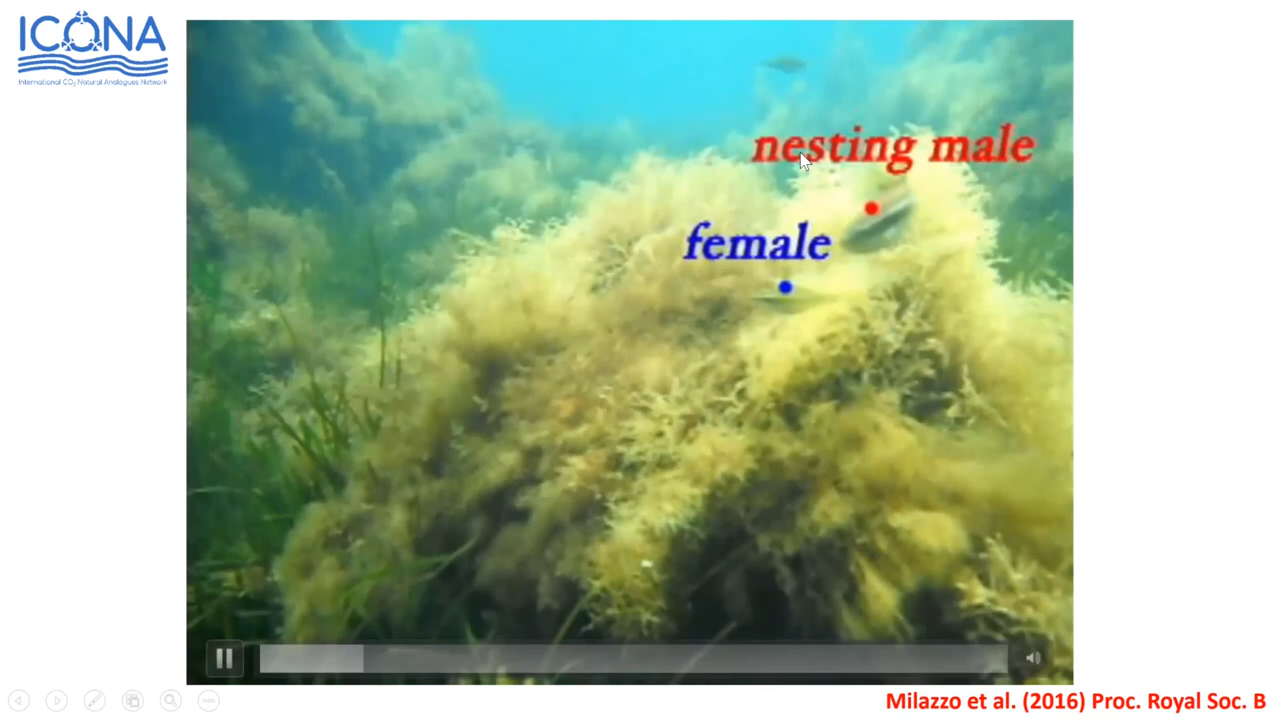 ICONA
International CO₂ Natural Analogues Network
nesting male
female
Milazzo et al. (2016) Proc. Royal Soc. B